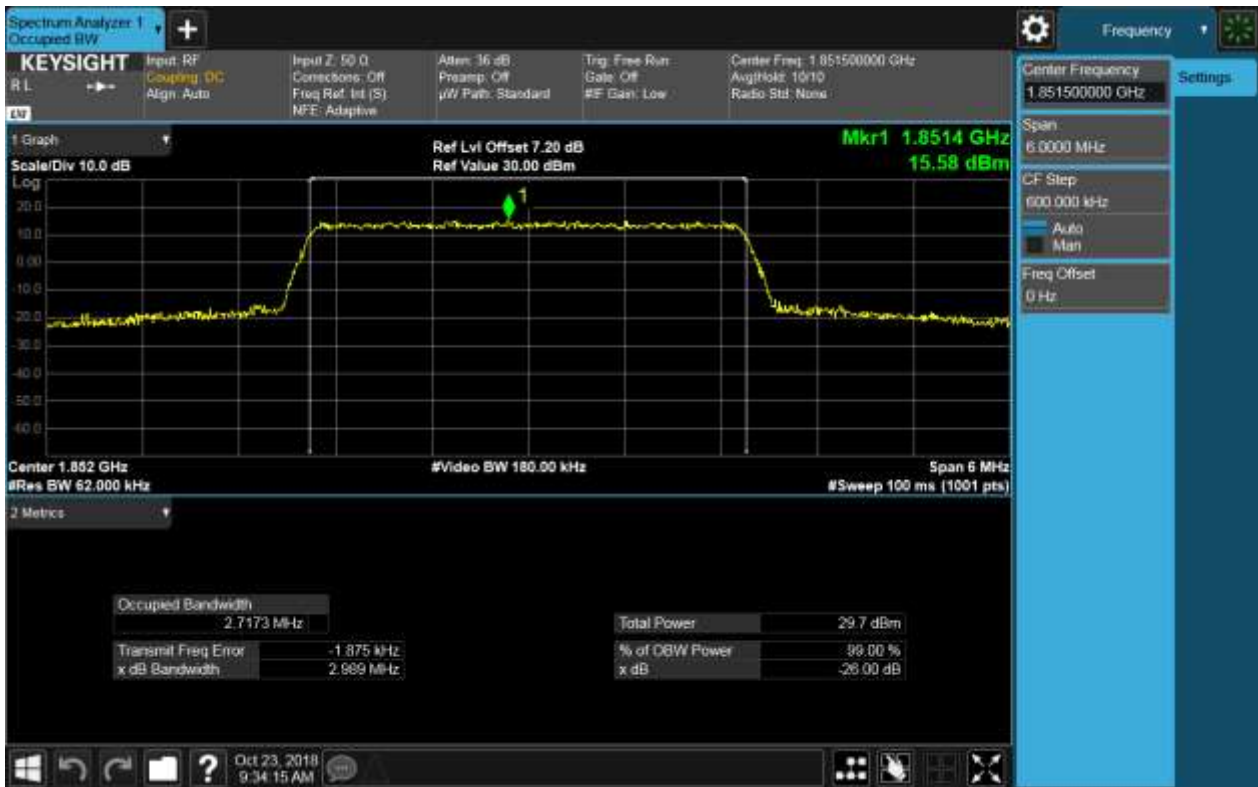 Spectrum Analyzer 1
Occupied BW
+
Frequency
KEYSIGHT
R L
LXI
Input: RF
Coupling: DC
Align: Auto
Input Z: 50 Ω
Corrections: Off
Freq Ref: Int (S)
NFE: Adaptive
Atten: 36 dB
Preamp: Off
µW Path: Standard
Trig: Free Run
Gate: Off
#IF Gain: Low
Center Freq: 1.851500000 GHz
Avg|Hold: 10/10
Radio Std: None
Center Frequency
1.851500000 GHz
Settings
Span
6.0000 MHz
CF Step
600.000 kHz
Auto
Man
Freq Offset
0 Hz
1 Graph
Scale/Div 10.0 dB
Ref Lvl Offset 7.20 dB
Ref Value 30.00 dBm
Mkr1 1.8514 GHz
15.58 dBm
Log
20.0
10.0
0.00
-10.0
-20.0
-30.0
-40.0
-50.0
-60.0
1
Center 1.852 GHz
#Res BW 62.000 kHz
#Video BW 180.00 kHz
Span 6 MHz
#Sweep 100 ms (1001 pts)
2 Metrics
Occupied Bandwidth
2.7173 MHz
Transmit Freq Error -1.875 kHz
x dB Bandwidth 2.989 MHz
Total Power 29.7 dBm
% of OBW Power 99.00 %
x dB -26.00 dB
?
Oct 23, 2018
9:34:15 AM